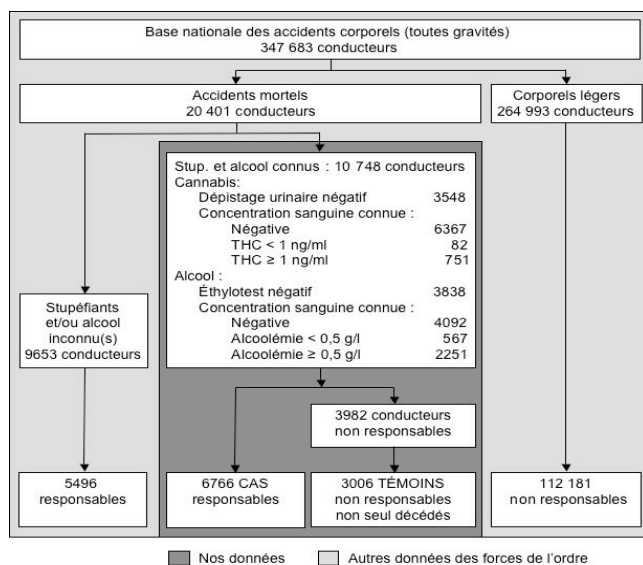 Base nationale des accidents corporels (toutes gravités)
347 683 conducteurs
Accidents mortels
20 401 conducteurs
Corporels légers
264 993 conducteurs
Stup. et alcool connus : 10 748 conducteurs
Cannabis:
Dépistage urinaire négatif 3548
Concentration sanguine connue :
Négative 6367
THC < 1 ng/ml 82
THC ≥ 1 ng/ml 751
Alcool :
Éthylotest négatif 3838
Concentration sanguine connue :
Négative 4092
Alcoolémie < 0,5 g/l 567
Alcoolémie ≥ 0,5 g/l 2251
Stupéfiants
et/ou alcool
inconnu(s)
9653 conducteurs
3982 conducteurs
non responsables
5496
responsables
6766 CAS
responsables
3006 TÉMOINS
non responsables
non seul décédés
112 181
non responsables
Nos données
Autres données des forces de l'ordre